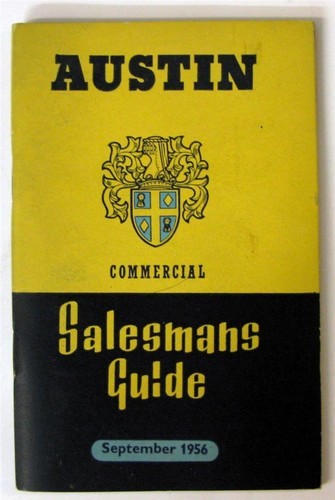 AUSTIN
COMMERCIAL
Salesmans
Guide
September 1956